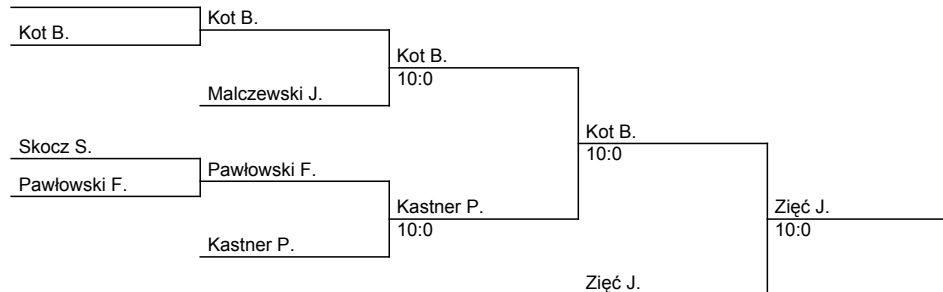 Kot B.
Kot B.
Kot B.
10:0
Malczewski J.
Kot B.
10:0
Skocz S.
Pawłowski F.
Pawłowski F.
Kastner P.
10:0
Zięć J.
10:0
Kastner P.
Zięć J.